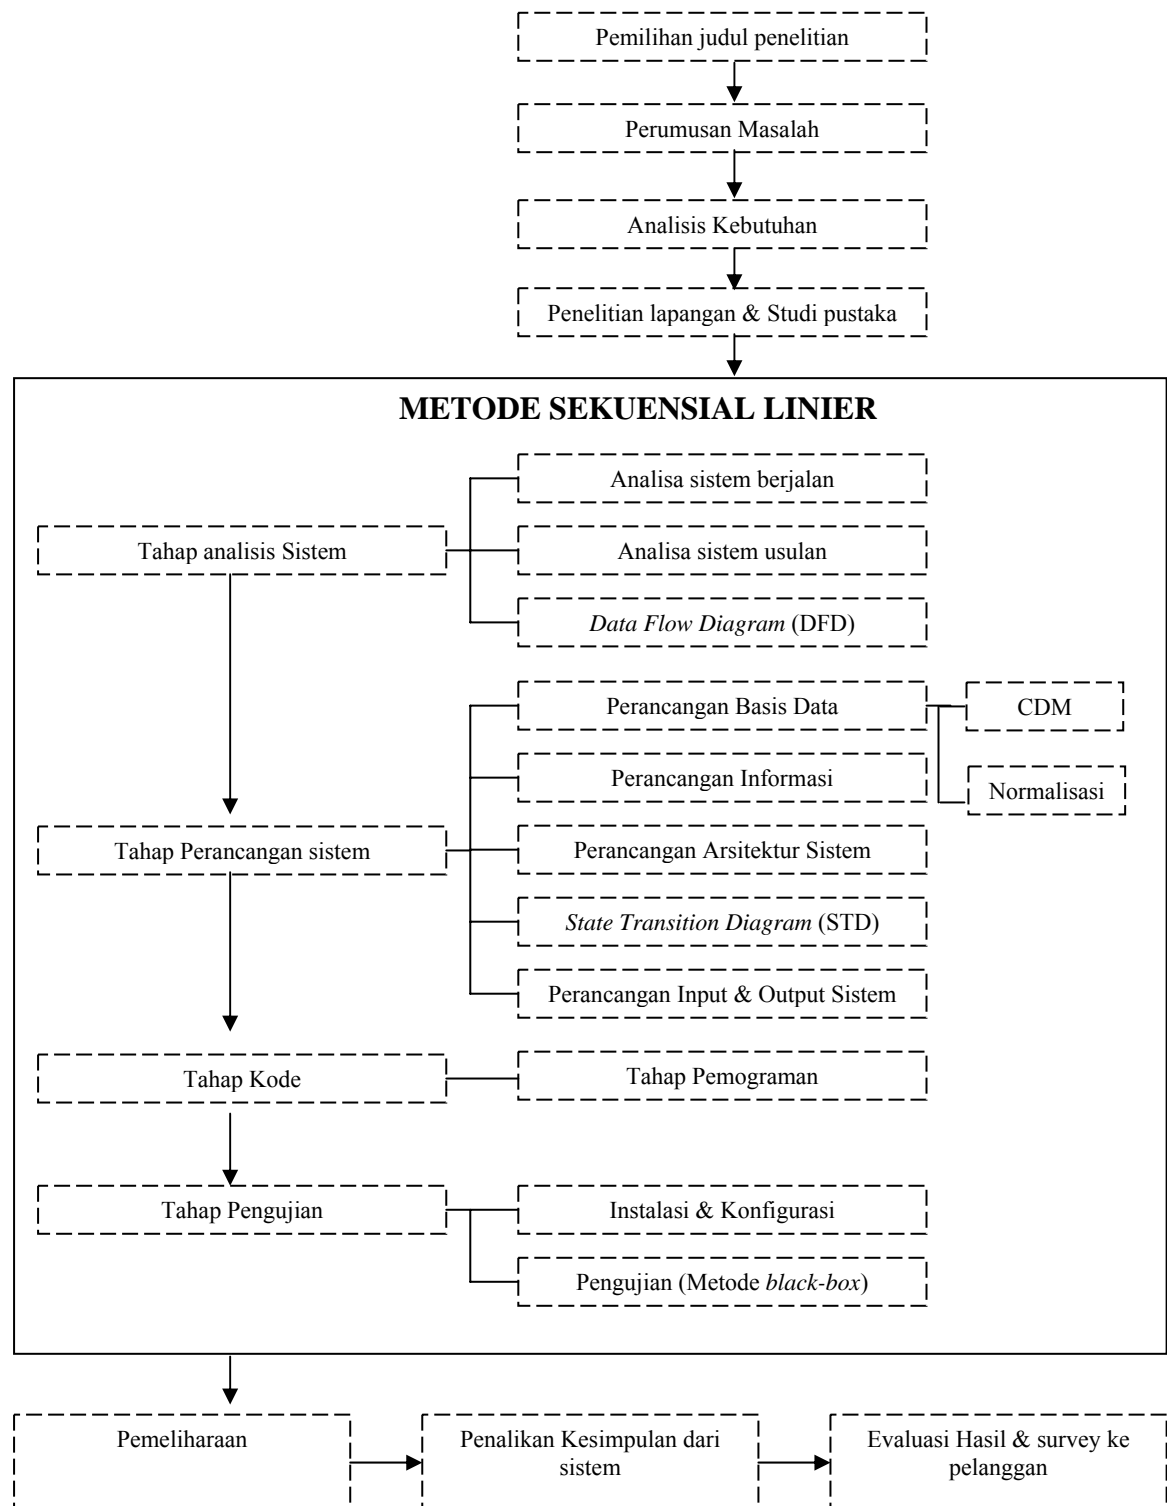 Pemilihan judul penelitian
Perumusan Masalah
Analisis Kebutuhan
Penelitian lapangan & Studi pustaka
METODE SEKUENSIAL LINIER
Tahap analisis Sistem
Analisa sistem berjalan
Analisa sistem usulan
Data Flow Diagram (DFD)
Tahap Perancangan sistem
Perancangan Basis Data
CDM
Normalisasi
Perancangan Informasi
Perancangan Arsitektur Sistem
State Transition Diagram (STD)
Perancangan Input & Output Sistem
Tahap Kode
Tahap Pemograman
Tahap Pengujian
Instalasi & Konfigurasi
Pengujian (Metode black-box)
Pemeliharaan
Penalikan Kesimpulan dari
sistem
Evaluasi Hasil & survey ke
pelanggan